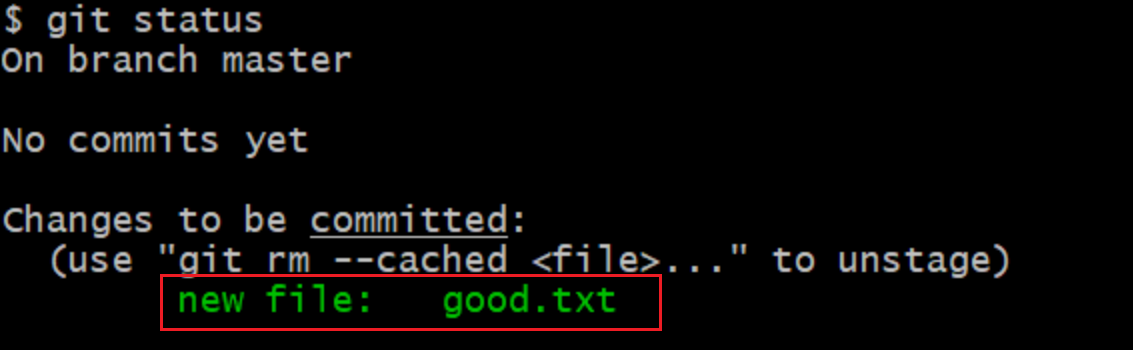 $ git status
On branch master
No commits yet
Changes to be committed:
(use "git rm --cached <file>..." to unstage)
new file: good.txt